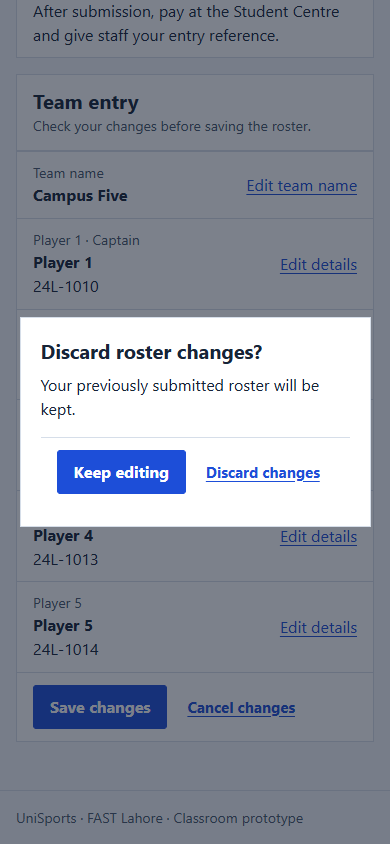 After submission, pay at the Student Centre
and give staff your entry reference.
Team entry
Check your changes before saving the roster.
Team name
Campus Five
Edit team name
Player 1 · Captain
Player 1
24L-1010
Edit details
Discard roster changes?
Your previously submitted roster will be
kept.
Keep editing
Discard changes
Player 4
24L-1013
Edit details
Player 5
Player 5
24L-1014
Edit details
Save changes
Cancel changes
UniSports · FAST Lahore · Classroom prototype